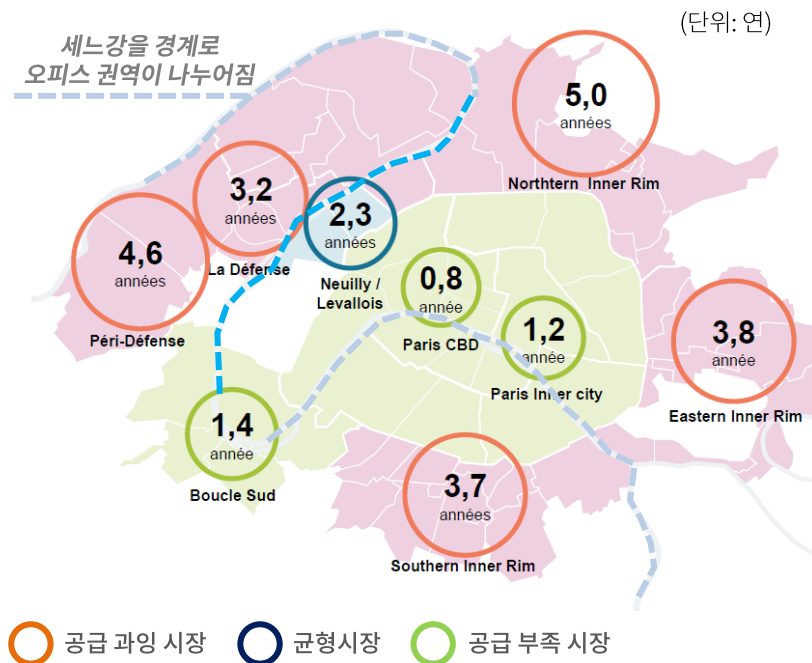 (단위: 연)
세느강을 경계로
오피스 권역이 나누어짐
5,0
années
Northtern Inner Rim
3,2
années
La Défense
2,3
années
Neuilly /
Levallois
4,6
années
Péri-Défense
0,8
année
Paris CBD
1,2
année
Paris Inner city
3,8
année
Eastern Inner Rim
1,4
année
Boucle Sud
3,7
années
Southern Inner Rim
공급 과잉 시장
균형시장
공급 부족 시장